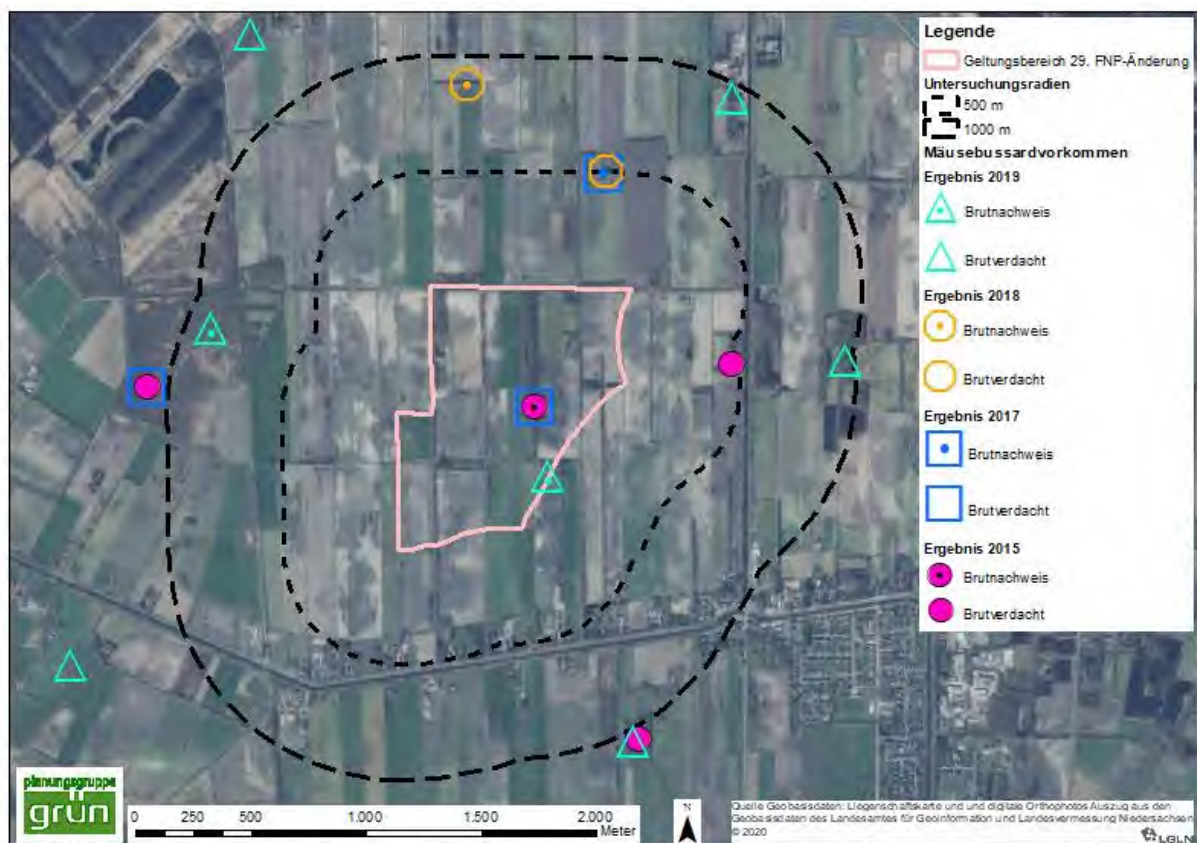 Legende
Geltungsbereich 29. FNP-Änderung
Untersuchungsradien
500 m
1000 m
Mäusebussardvorkommen
Ergebnis 2019
Brutnachweis
Brutverdacht
Ergebnis 2018
Brutnachweis
Brutverdacht
Ergebnis 2017
Brutnachweis
Brutverdacht
Ergebnis 2015
Brutnachweis
Brutverdacht
planungsgruppe
grün
0 250 500 1.000 1.500 2.000
Meter
N
Quelle Geobasisdaten: Liegenschaftskarte und und digitale Orthophotos Auszug aus den
Geobasisdaten des Landesamtes für Geoinformation und Landesvermessung Niedersachsen
© 2020
LGLN